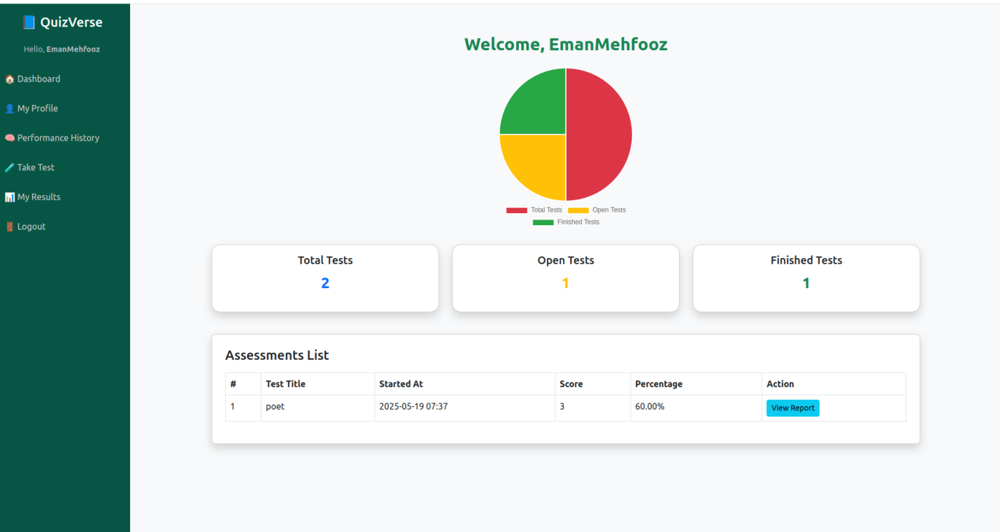 📘 QuizVerse
Hello, EmanMehfooz
🏠 Dashboard
👤 My Profile
🧠 Performance History
🧪 Take Test
📊 My Results
🚪 Logout
Welcome, EmanMehfooz
Total Tests Open Tests
Finished Tests
Total Tests Open Tests Finished Tests
2 1 1
Assessments List
# Test Title Started At Score Percentage Action
1 poet 2025-05-19 07:37 3 60.00% View Report